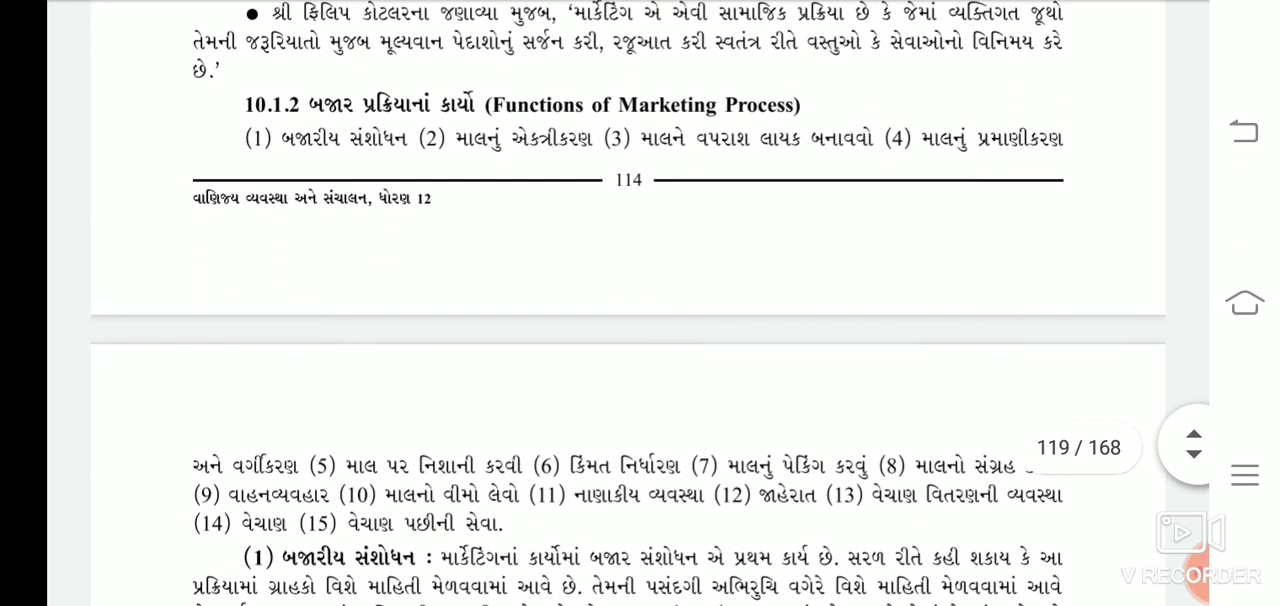 ● શ્રી ફિલિપ કોટલરના જણાવ્યા મુજબ, ‘માર્કેટિંગ એ એવી સામાજિક પ્રક્રિયા છે કે જેમાં વ્યક્તિગત જૂથો
તેમની જરૂરિયાતો મુજબ મૂલ્યવાન પેદાશોનું સર્જન કરી, રજૂઆત કરી સ્વતંત્ર રીતે વસ્તુઓ કે સેવાઓનો વિનિમય કરે
છે.’
10.1.2 બજાર પ્રક્રિયાનાં કાર્યો (Functions of Marketing Process)
(1) બજારીય સંશોધન (2) માલનું એકત્રીકરણ (3) માલને વપરાશ લાયક બનાવવો (4) માલનું પ્રમાણીકરણ
114
વાણિજ્ય વ્યવસ્થા અને સંચાલન, ધોરણ 12
119 / 168
અને વર્ગીકરણ (5) માલ પર નિશાની કરવી (6) કિંમત નિર્ધારણ (7) માલનું પેકિંગ કરવું (8) માલનો સંગ્રહ
(9) વાહનવ્યવહાર (10) માલનો વીમો લેવો (11) નાણાકીય વ્યવસ્થા (12) જાહેરાત (13) વેચાણ વિતરણની વ્યવસ્થા
(14) વેચાણ (15) વેચાણ પછીની સેવા.
(1) બજારીય સંશોધન : માર્કેટિંગનાં કાર્યોમાં બજાર સંશોધન એ પ્રથમ કાર્ય છે. સરળ રીતે કહી શકાય કે આ
પ્રક્રિયામાં ગ્રાહકો વિશે માહિતી મેળવવામાં આવે છે. તેમની પસંદગી અભિરુચિ વગેરે વિશે માહિતી મેળવવામાં આવે
V RECORDER